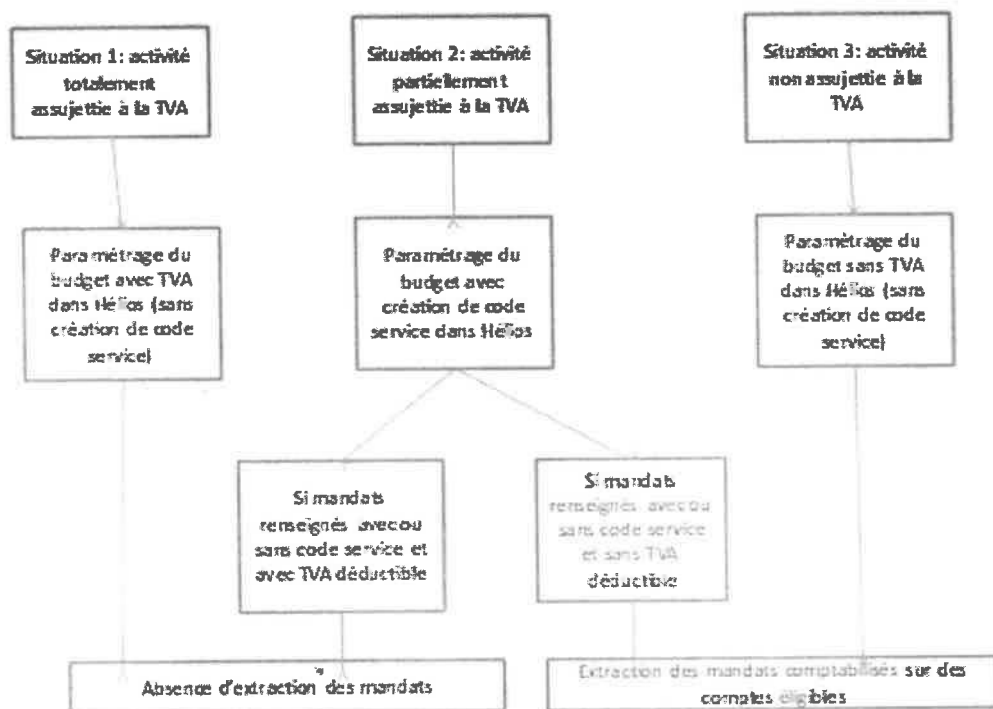 Situation 1: activité
totalement
assujettie à la TVA
Situation 2: activité
partiellement
assujettie à la TVA
Situation 3: activité
non assujettie à la
TVA
Paramétrage du
budget avec TVA
dans Hélios (sans
création de code
service)
Paramétrage du
budget avec
création de code
service dans Hélios
Paramétrage du
budget sans TVA
dans Hélios (sans
création de code
service)
Si mandats
renseignés avec ou
sans code service et
avec TVA déductible
Si mandats
renseignés avec ou
sans code service
et sans TVA
déductible
Absence d'extraction des mandats
Extraction des mandats comptabilisés sur des
comptes éligibles